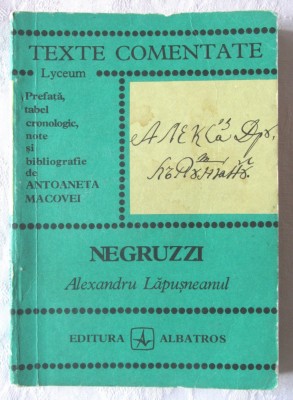 TEXTE COMENTATE
Lyceum
Prefață,
tabel
cronologic,
note
și
bibliografie
de
ANTOANETA
MACOVEI
NEGRUZZI
Alexandru Lăpușneanul
EDITURA ALBATROS